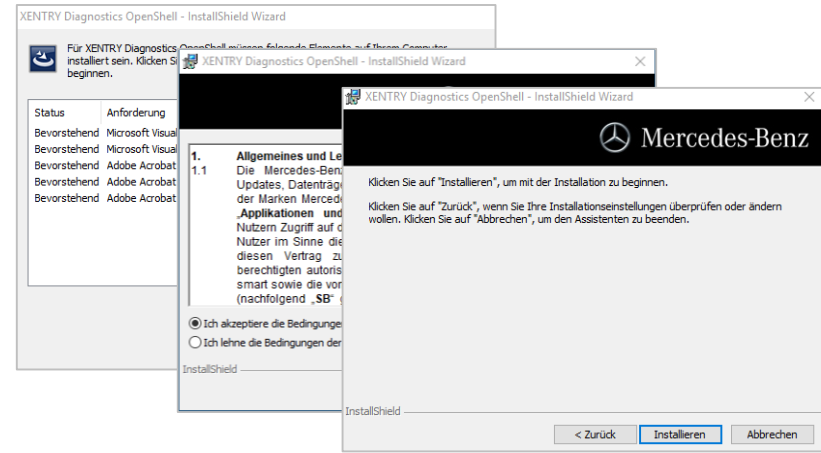 XENTRY Diagnostics OpenShell - InstallShield Wizard
Für XENTRY Diagnostics OpenShell müssen folgende Elemente auf Ihrem Computer
installiert sein. Klicken Si
beginnen.
Status Anforderung
Bevorstehend Microsoft Visual
Bevorstehend Microsoft Visual
Bevorstehend Adobe Acrobat
Bevorstehend Adobe Acrobat
Bevorstehend Adobe Acrobat
XENTRY Diagnostics OpenShell - InstallShield Wizard
1. Allgemeines und Le
1.1 Die Mercedes-Ben
Updates, Datenträge
der Marken Mercede
„Applikationen und
Nutzern Zugriff auf d
Nutzer im Sinne die
diesen Vertrag zu
berechtigten autoris
smart sowie die vor
(nachfolgend „SB“
Ich akzeptiere die Bedingunge
Ich lehne die Bedingungen der
InstallShield
XENTRY Diagnostics OpenShell - InstallShield Wizard
Mercedes-Benz
Klicken Sie auf "Installieren", um mit der Installation zu beginnen.
Klicken Sie auf "Zurück", wenn Sie Ihre Installationseinstellungen überprüfen oder ändern
wollen. Klicken Sie auf "Abbrechen", um den Assistenten zu beenden.
InstallShield
< Zurück Installieren Abbrechen